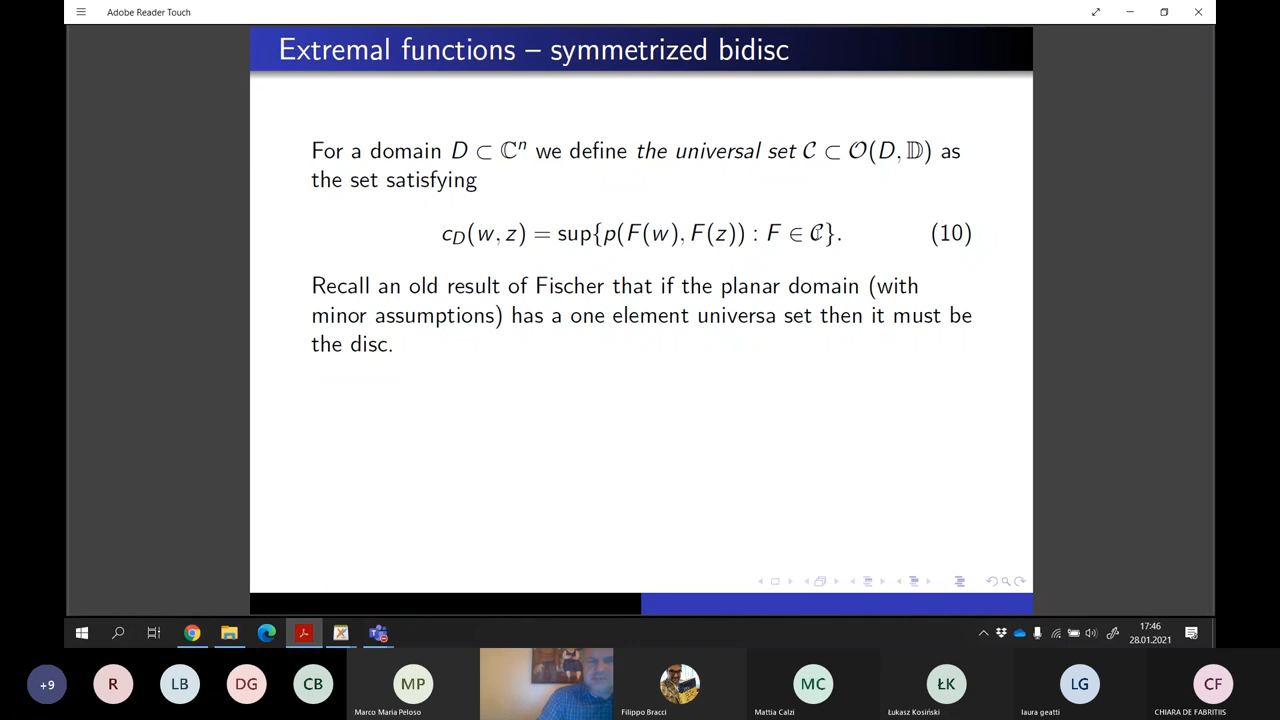 Adobe Reader Touch
Extremal functions – symmetrized bidisc
For a domain D ⊂ ℂⁿ we define the universal set 𝒞 ⊂ 𝒪(D, 𝔻) as
the set satisfying
c_D(w, z) = sup{p(F(w), F(z)) : F ∈ 𝒞}. (10)
Recall an old result of Fischer that if the planar domain (with
minor assumptions) has a one element universa set then it must be
the disc.
17:46
28.01.2021
+9 R LB DG CB MP MC ŁK LG CF
Marco Maria Peloso Filippo Bracci Mattia Calzi Łukasz Kosiński laura geatti CHIARA DE FABRITIIS